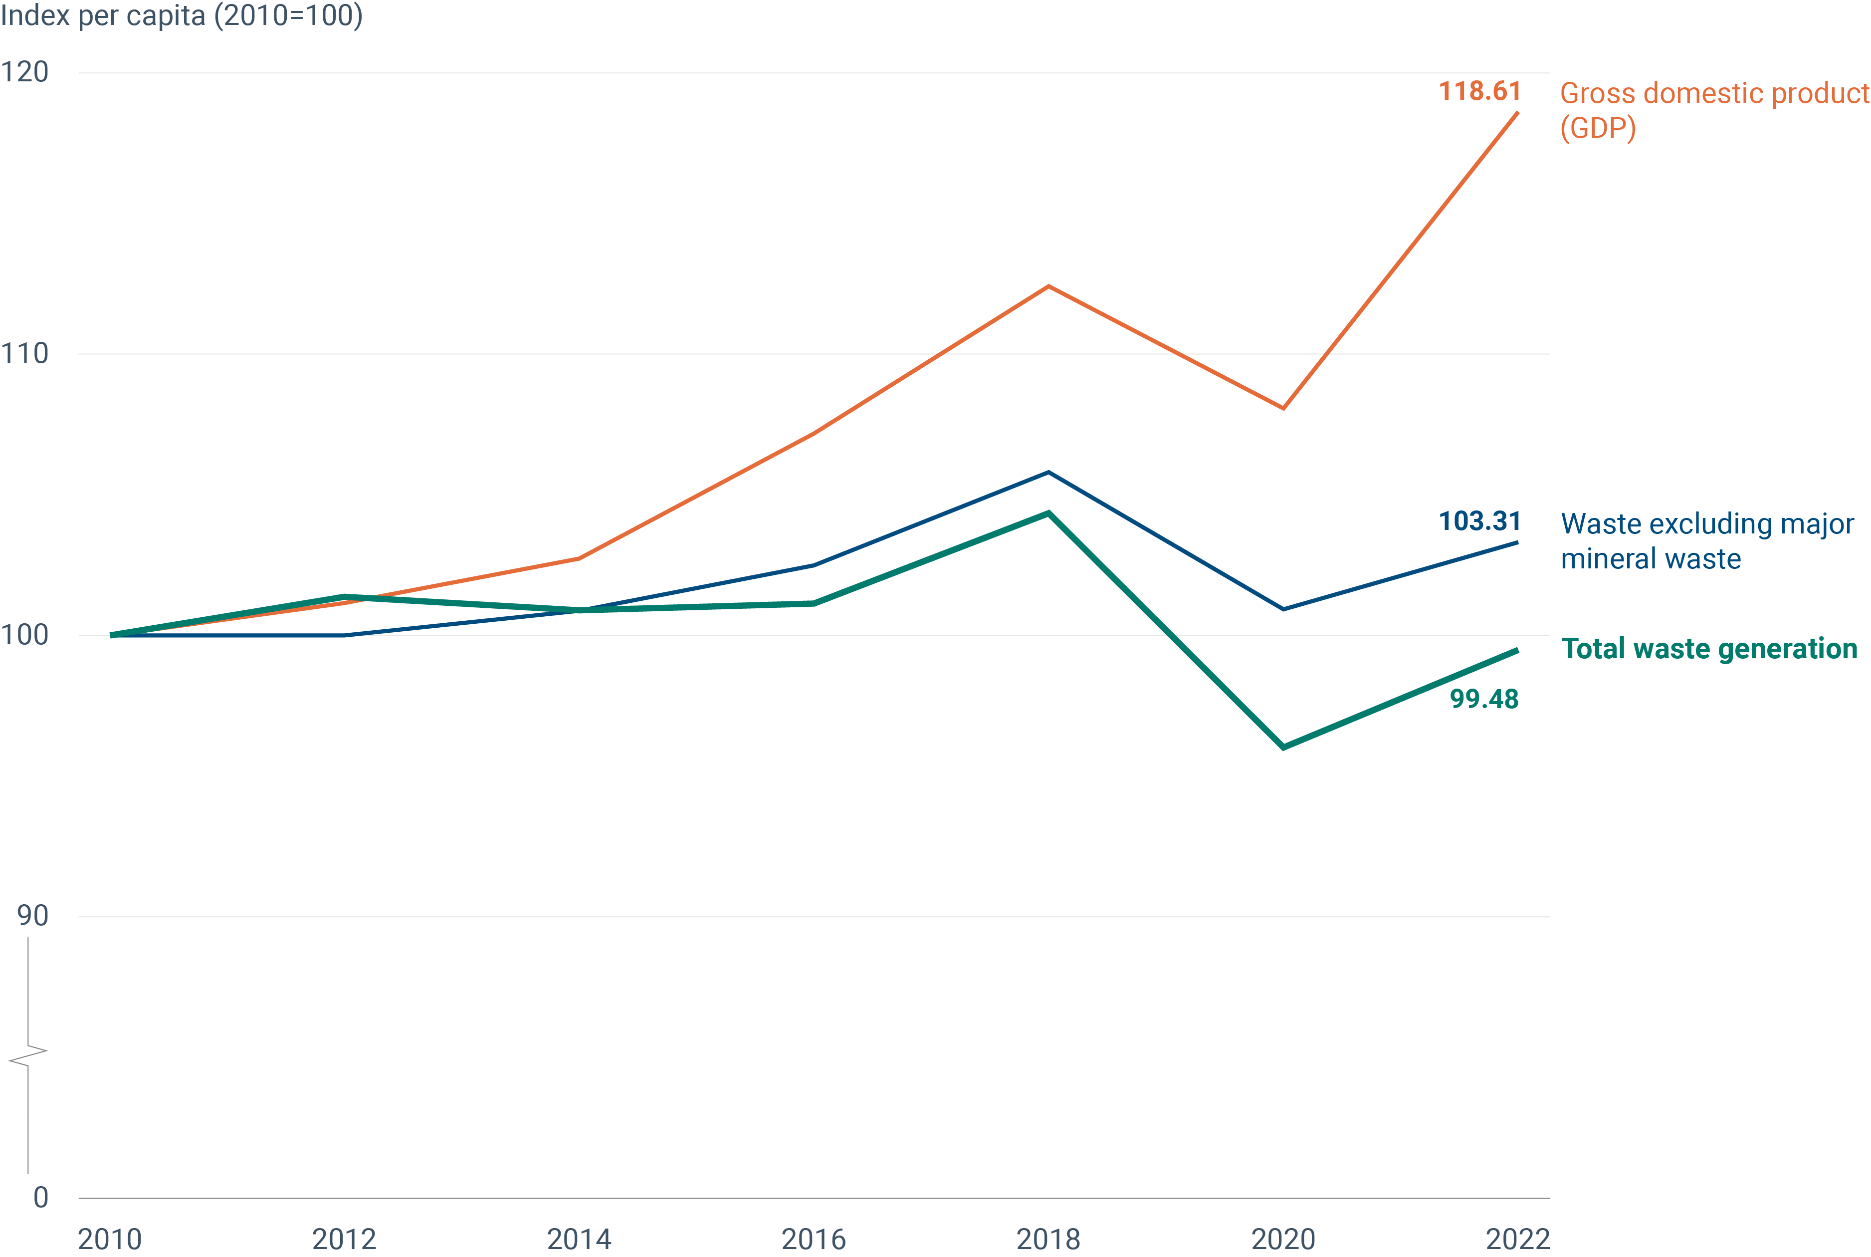 Index per capita (2010=100)
120
118.61
Gross domestic product
(GDP)
110
103.31
Waste excluding major
mineral waste
100
Total waste generation
99.48
90
0
2010 2012 2014 2016 2018 2020 2022